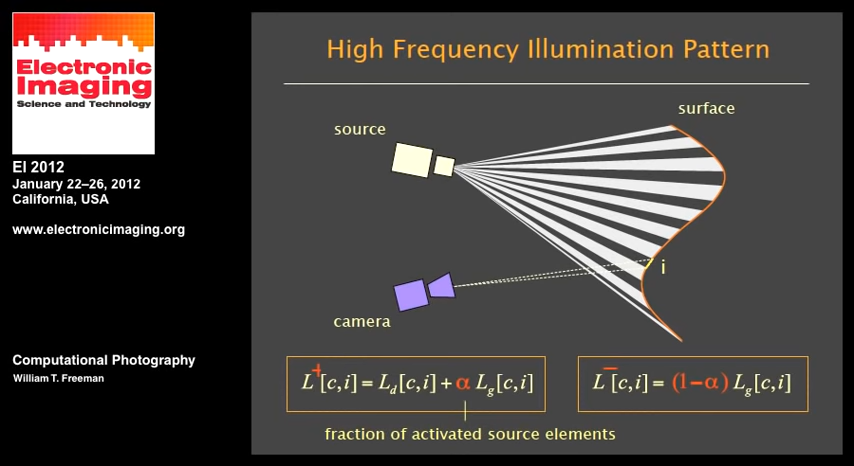 Electronic
Imaging
Science and Technology
EI 2012
January 22–26, 2012
California, USA
www.electronicimaging.org
Computational Photography
William T. Freeman
High Frequency Illumination Pattern
surface
source
i
camera
L⁺[c,i] = L_d[c,i] + α L_g[c,i]
L⁻[c,i] = (1−α) L_g[c,i]
fraction of activated source elements